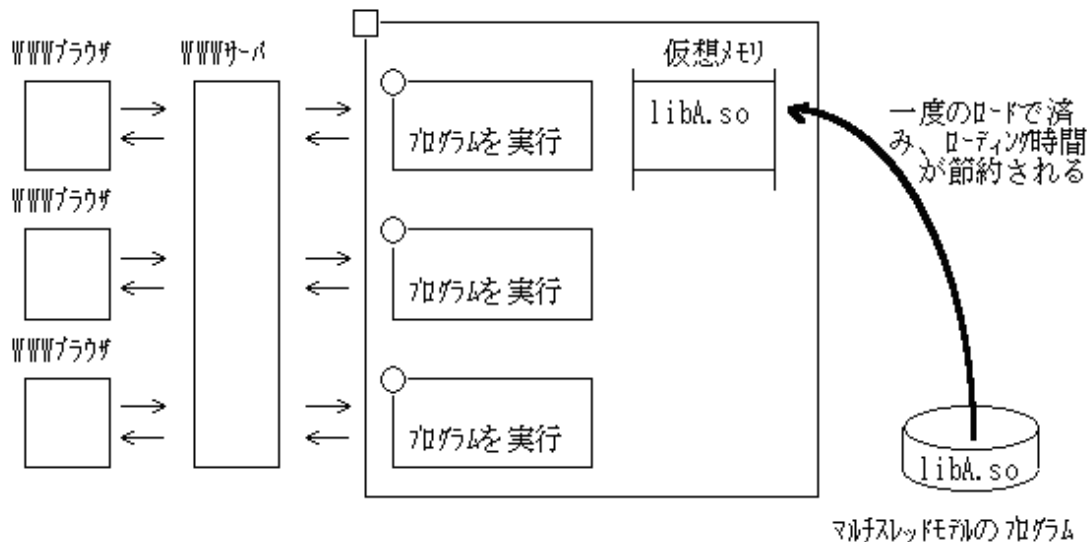 WWWブラウザ
WWWサーバ
仮想メモリ
プログラムを実行
libA.so
一度のロードで済
み、ローディング時間
が節約される
WWWブラウザ
プログラムを実行
WWWブラウザ
プログラムを実行
libA.so
マルチスレッドモデルのプログラム